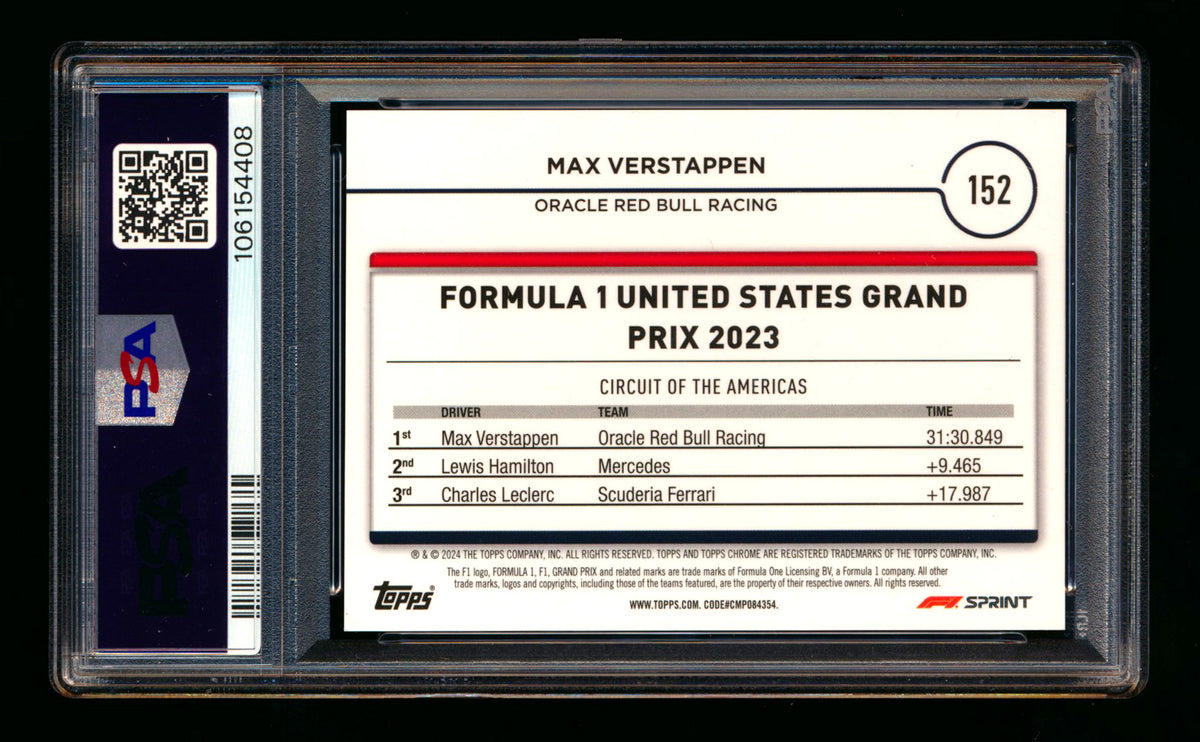 106154408
PSA
PSA
MAX VERSTAPPEN
152
ORACLE RED BULL RACING
FORMULA 1 UNITED STATES GRAND
PRIX 2023
CIRCUIT OF THE AMERICAS
DRIVER TEAM TIME
1st Max Verstappen Oracle Red Bull Racing 31:30.849
2nd Lewis Hamilton Mercedes +9.465
3rd Charles Leclerc Scuderia Ferrari +17.987
® & © 2024 THE TOPPS COMPANY, INC. ALL RIGHTS RESERVED. TOPPS AND TOPPS CHROME ARE REGISTERED TRADEMARKS OF THE TOPPS COMPANY, INC.
The F1 logo, FORMULA 1, F1, GRAND PRIX and related marks are trade marks of Formula One Licensing BV, a Formula 1 company. All other
trade marks, logos and copyrights, including those of the teams featured, are the property of their respective owners. All rights reserved.
Topps®
WWW.TOPPS.COM. CODE#CMP084354.
F1 SPRINT
PSA